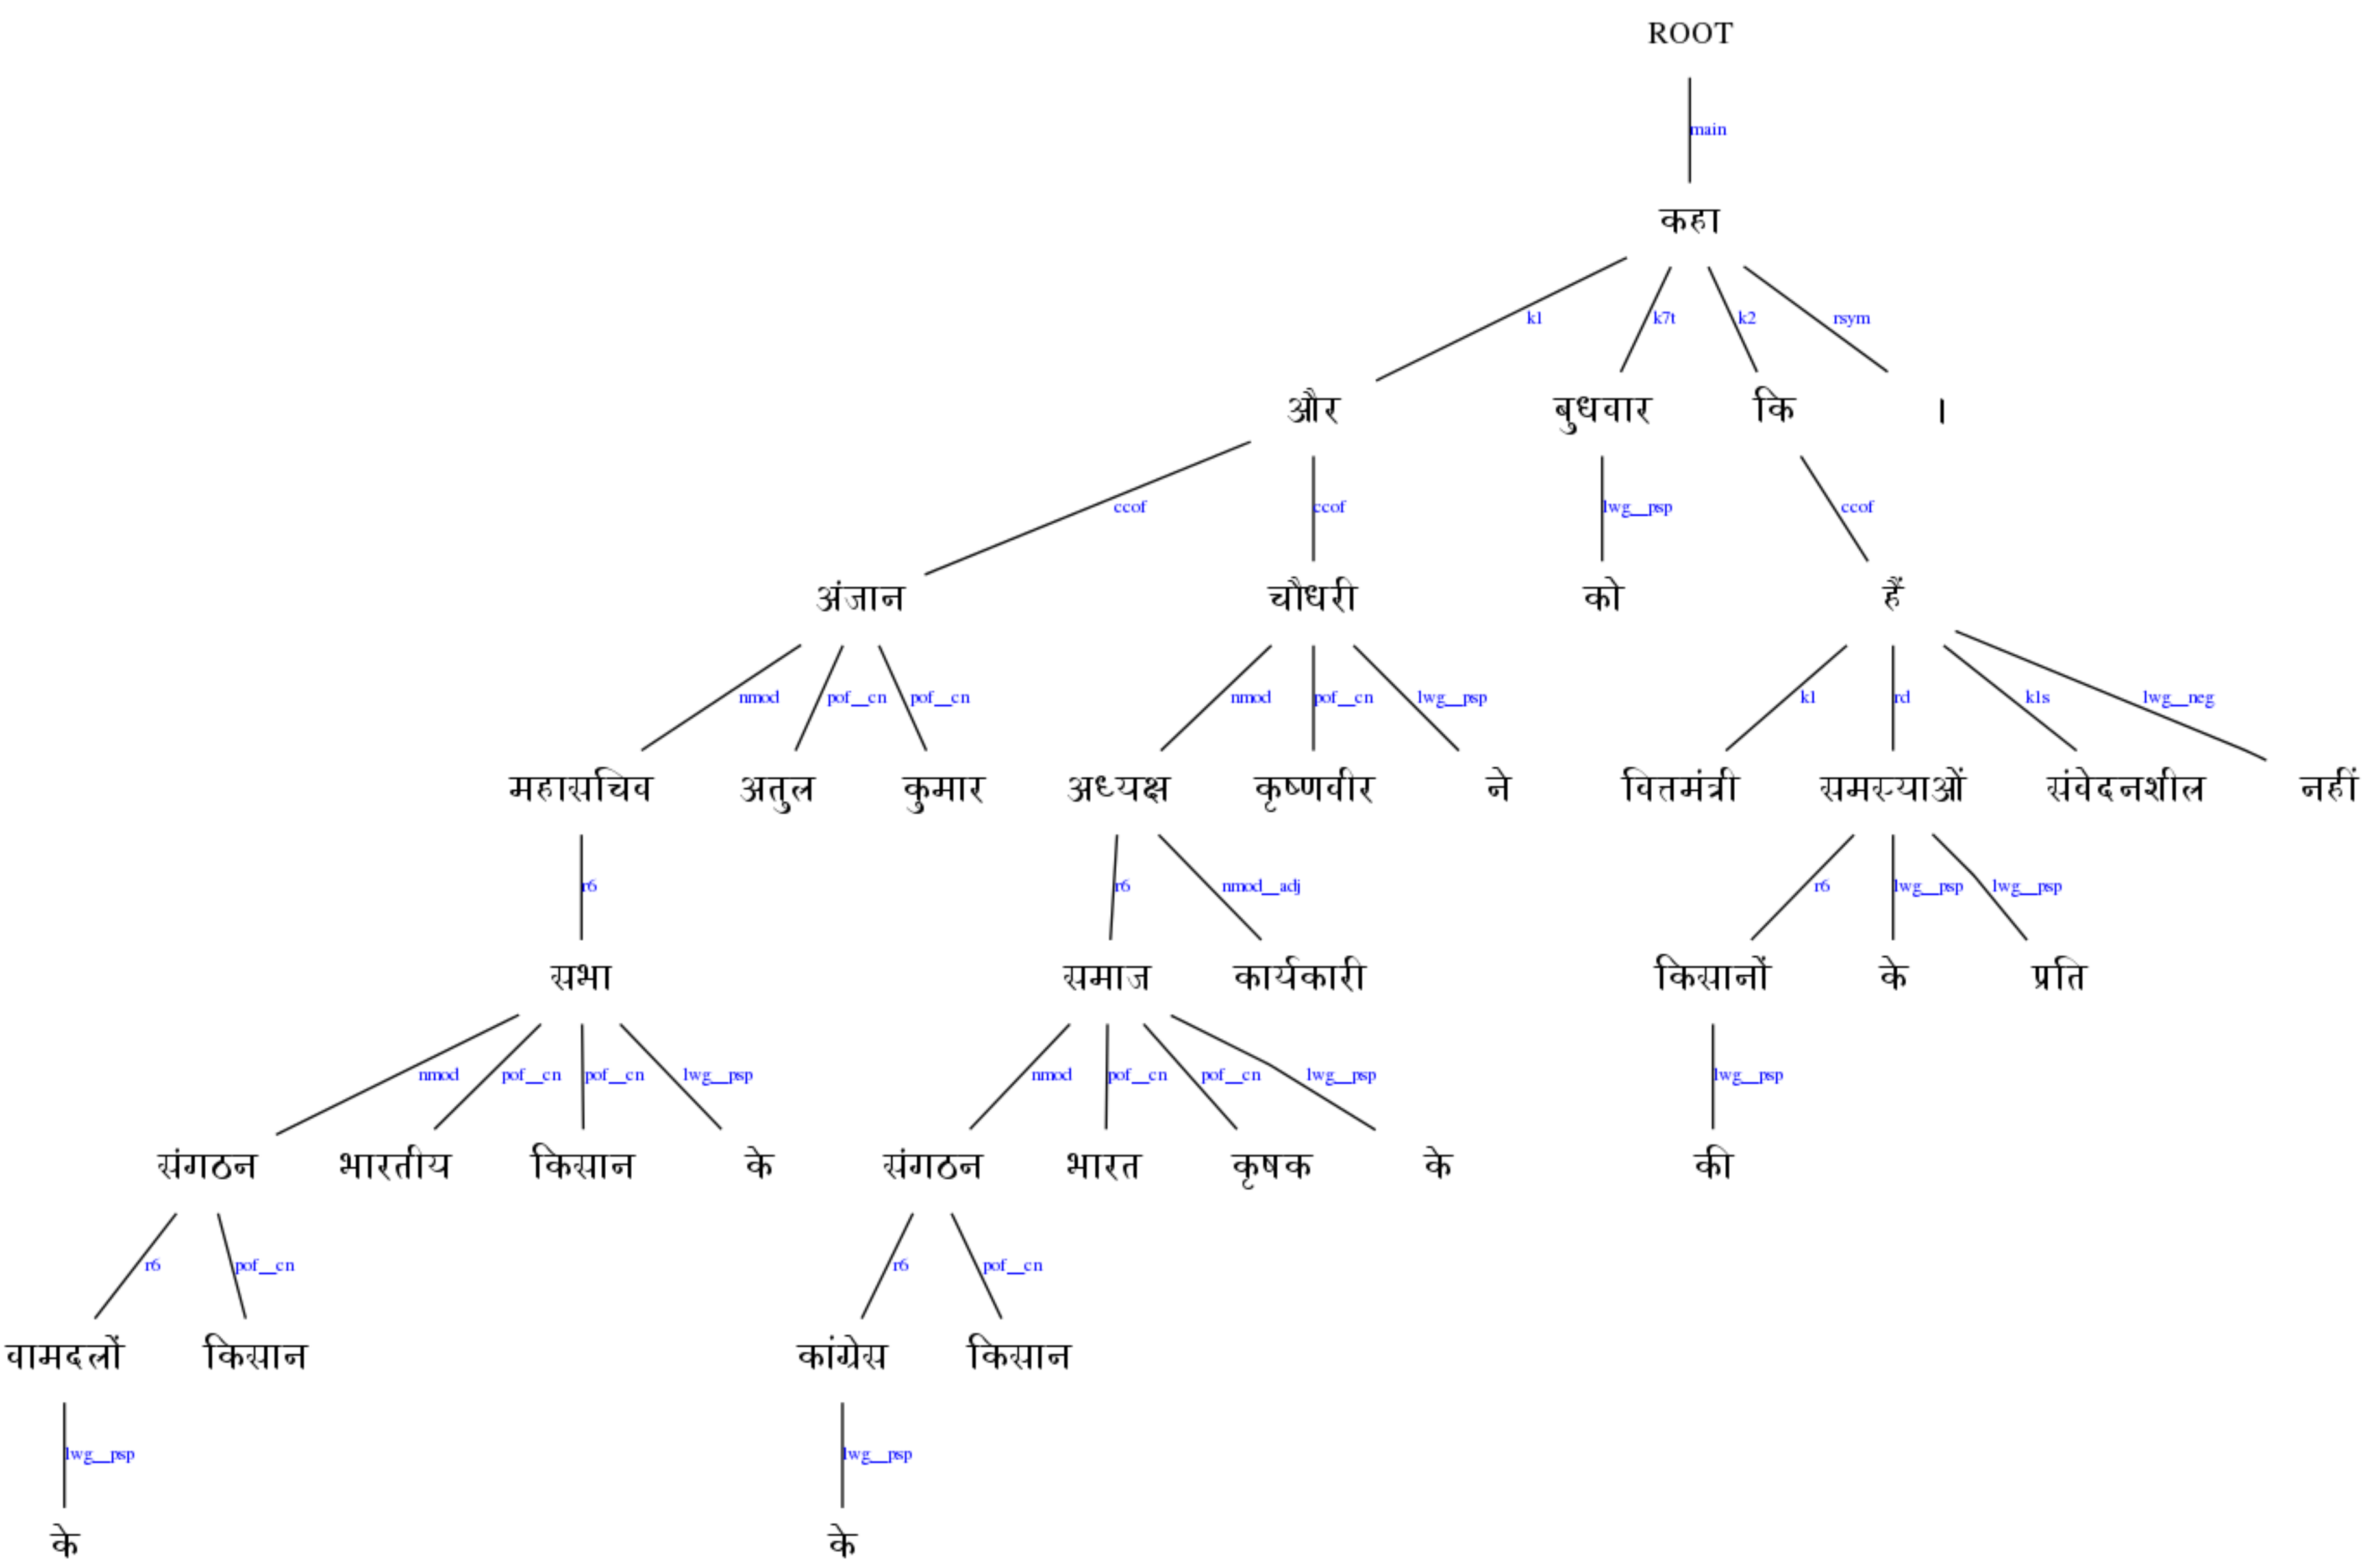 ROOT
main
कहा
k1 k7t k2 rsym
और बुधवार कि ।
ccof ccof lwg__psp ccof
अंजान चौधरी को हैं
nmod pof__cn pof__cn nmod pof__cn lwg__psp k1 rd k1s lwg__neg
महासचिव अतुल कुमार अध्यक्ष कृष्णवीर ने वित्तमंत्री समस्याओं संवेदनशील नहीं
r6 r6 nmod__adj r6 lwg__psp lwg__psp
सभा समाज कार्यकारी किसानों के प्रति
nmod pof__cn pof__cn lwg__psp nmod pof__cn pof__cn lwg__psp lwg__psp
संगठन भारतीय किसान के संगठन भारत कृषक के की
r6 pof__cn r6 pof__cn
वामदलों किसान कांग्रेस किसान
lwg__psp lwg__psp
के के